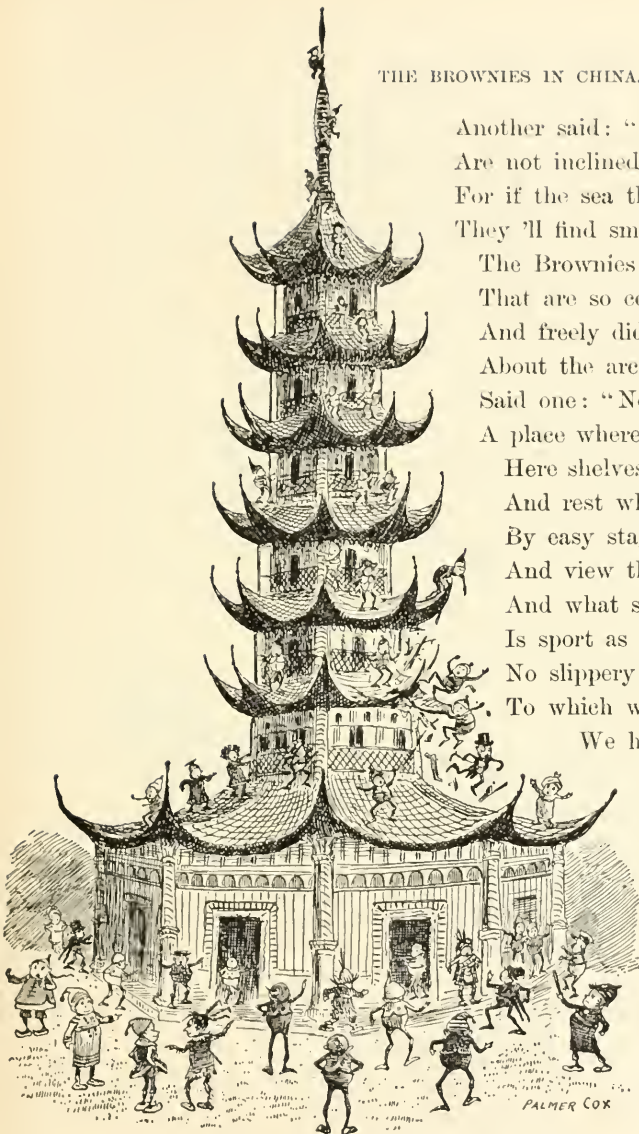 THE BROWNIES IN CHINA.
Another said: "
Are not inclined
For if the sea th
They 'll find sm
The Brownies
That are so ce
And freely did
About the arc
Said one: "No
A place where
Here shelves
And rest wh
By easy sta
And view th
And what s
Is sport as
No slippery
To which w
We h
PALMER COX